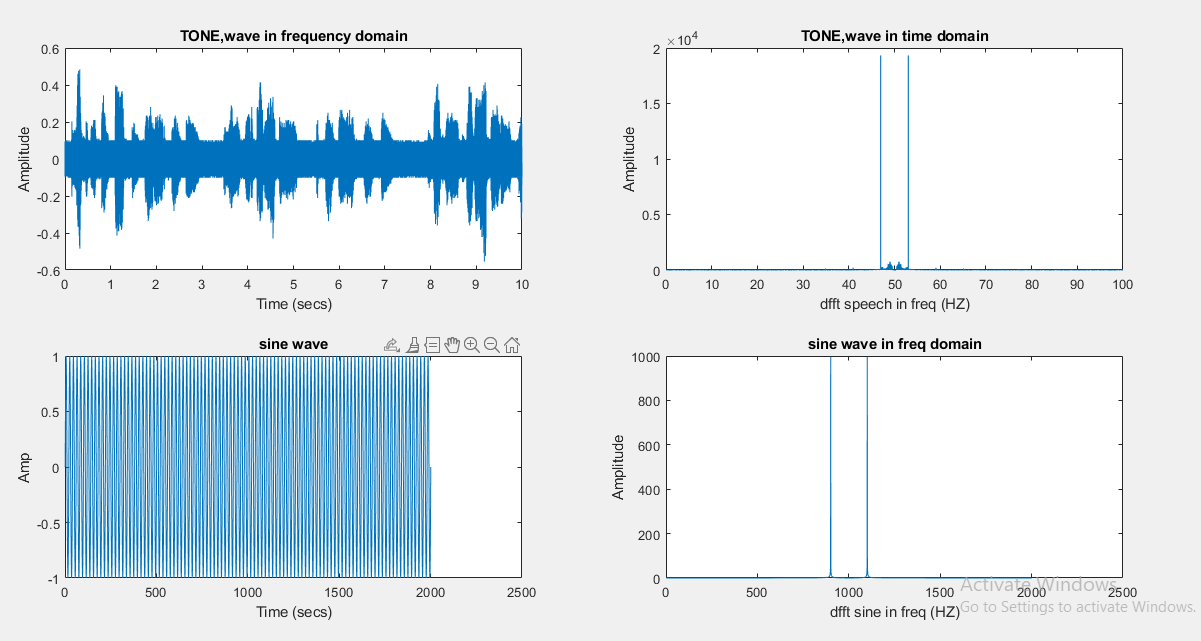 TONE,wave in frequency domain
0.6
0.4
0.2
0
-0.2
-0.4
-0.6
Amplitude
0 1 2 3 4 5 6 7 8 9 10
Time (secs)
TONE,wave in time domain
×10^4
2
1.5
1
0.5
0
Amplitude
0 10 20 30 40 50 60 70 80 90 100
dfft speech in freq (HZ)
sine wave
1
0.5
0
-0.5
-1
Amp
0 500 1000 1500 2000 2500
Time (secs)
sine wave in freq domain
1000
800
600
400
200
0
Amplitude
0 500 1000 1500 2000 2500
dfft sine in freq (HZ)
Activate Windows
Go to Settings to activate Windows.